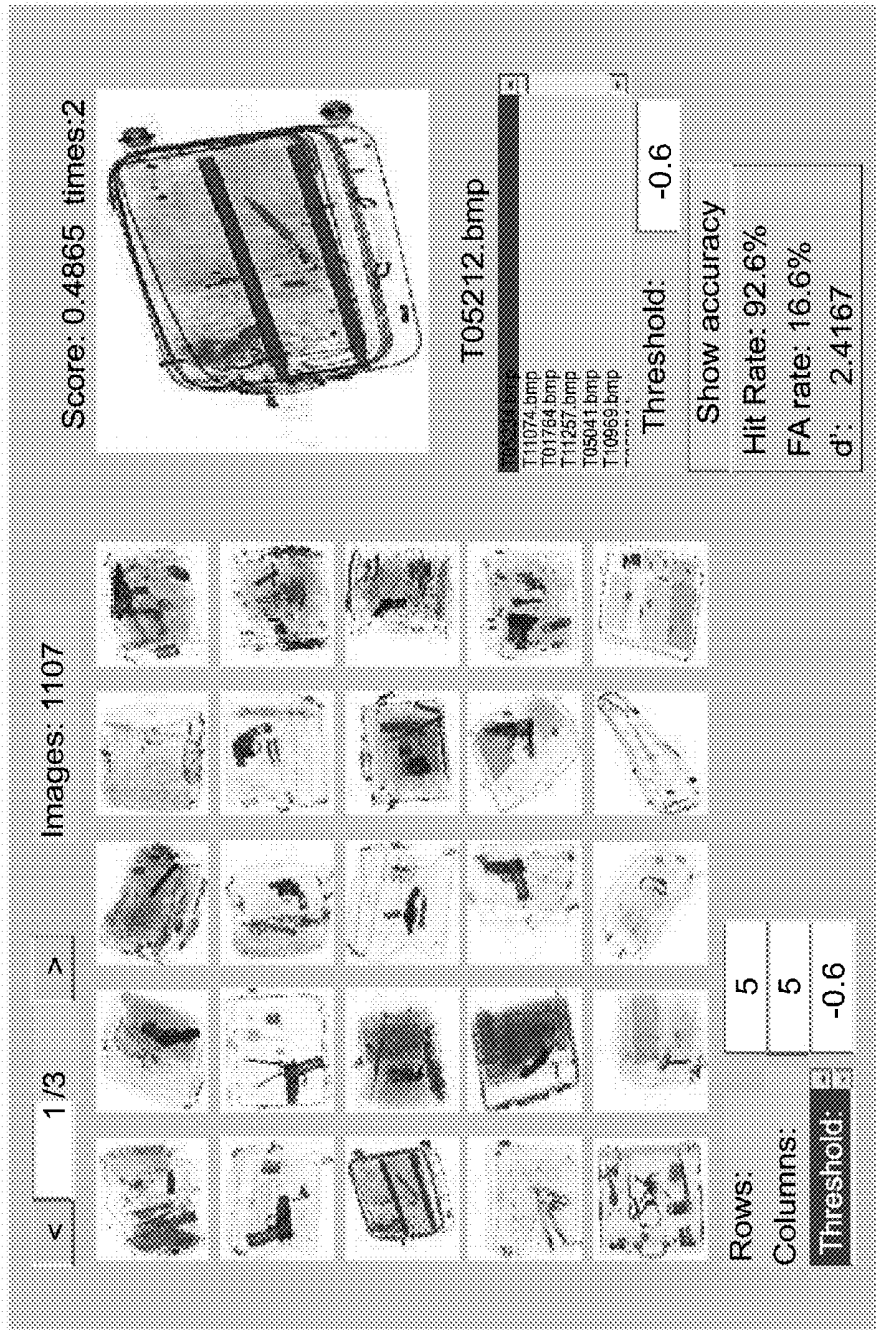 < 1/3 > Images: 1107
Score: 0.4865 times:2
T05212.bmp
T11074.bmp
T01764.bmp
T11257.bmp
T05041.bmp
T10969.bmp
Threshold: -0.6
Show accuracy
Hit Rate: 92.6%
FA rate: 16.6%
d': 2.4167
Rows: 5
Columns: 5
Threshold: -0.6